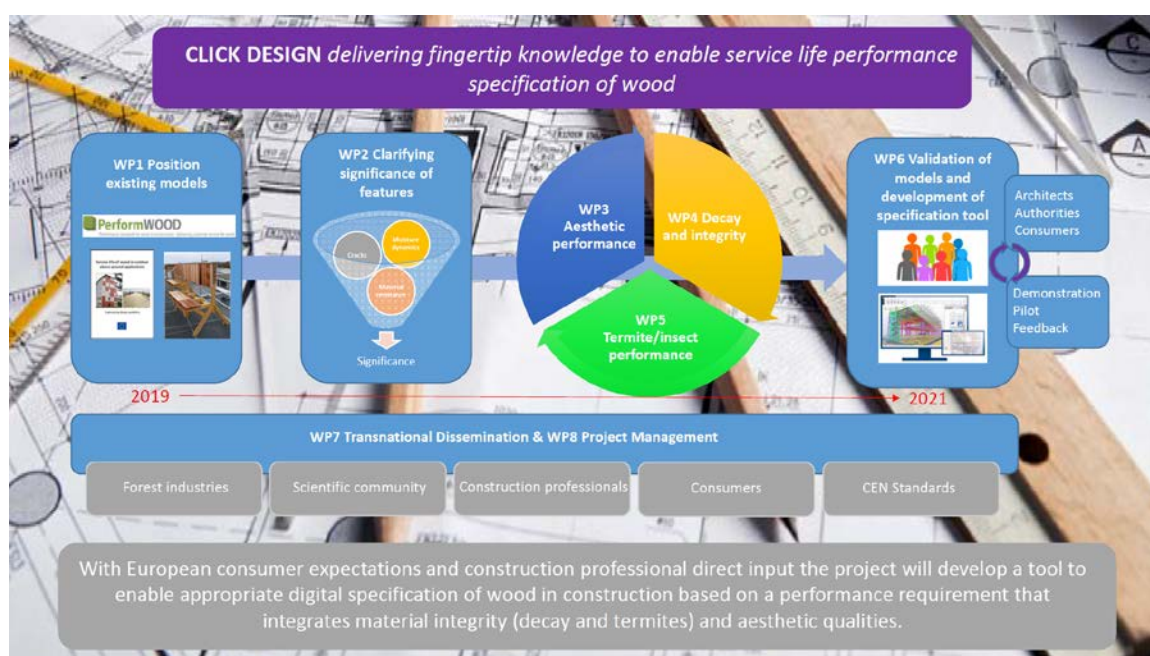 CLICK DESIGN delivering fingertip knowledge to enable service life performance
specification of wood
WP1 Position
existing models
PerformWOOD
WP2 Clarifying
significance of
features
Cracks
Moisture
dynamics
Material
resistance
Significance
WP3
Aesthetic
performance
WP4 Decay
and integrity
WP5
Termite/insect
performance
WP6 Validation of
models and
development of
specification tool
Architects
Authorities
Consumers
Demonstration
Pilot
Feedback
2019
2021
WP7 Transnational Dissemination & WP8 Project Management
Forest industries
Scientific community
Construction professionals
Consumers
CEN Standards
With European consumer expectations and construction professional direct input the project will develop a tool to
enable appropriate digital specification of wood in construction based on a performance requirement that
integrates material integrity (decay and termites) and aesthetic qualities.